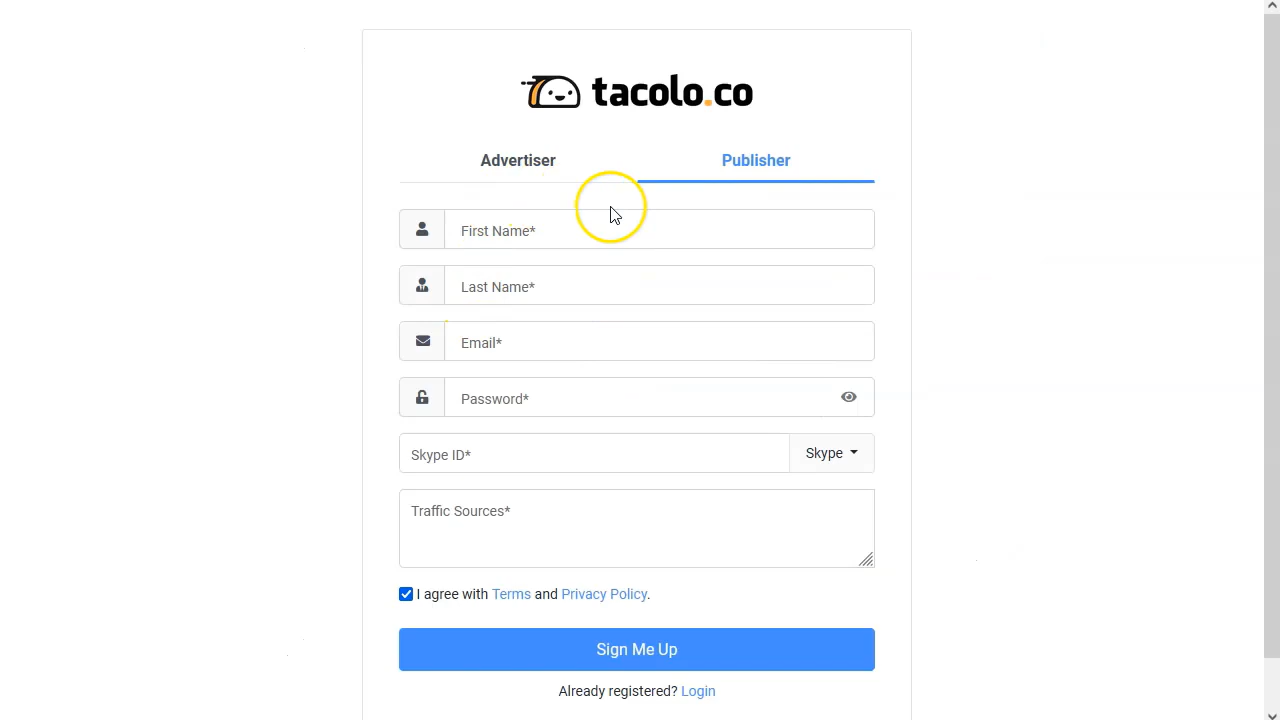 tacolo.co
Advertiser
Publisher
First Name*
Last Name*
Email*
Password*
Skype ID*
Skype
Traffic Sources*
I agree with Terms and Privacy Policy.
Sign Me Up
Already registered? Login